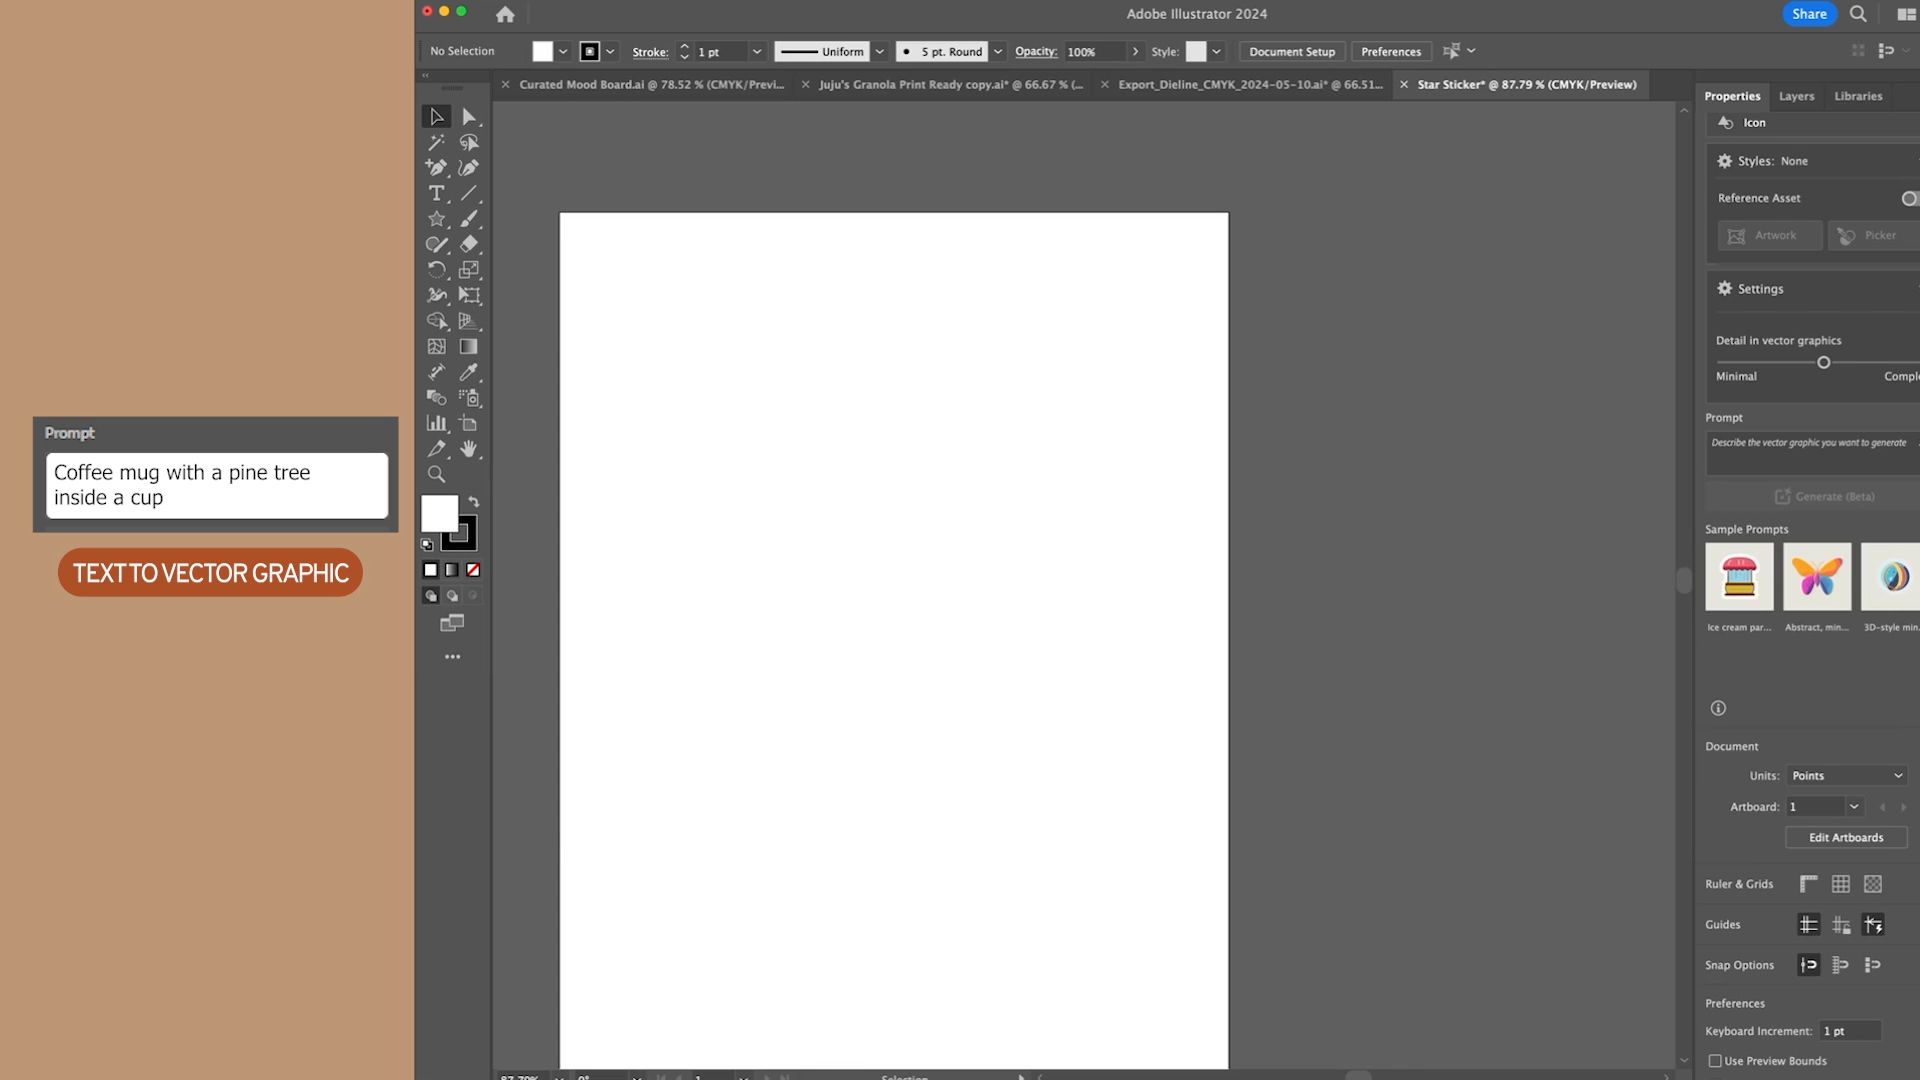 Adobe Illustrator 2024
Share
No Selection
Stroke: 1 pt
Uniform
5 pt. Round
Opacity: 100%
Style:
Document Setup
Preferences
Curated Mood Board.ai @ 78.52 % (CMYK/Previ...
Juju's Granola Print Ready copy.ai* @ 66.67 % (...
Export_Dieline_CMYK_2024-05-10.ai* @ 66.51...
Star Sticker* @ 87.79 % (CMYK/Preview)
Properties
Layers
Libraries
Icon
Styles: None
Reference Asset
Artwork
Picker
Settings
Detail in vector graphics
Minimal
Comple
Prompt
Describe the vector graphic you want to generate
Generate (Beta)
Sample Prompts
Ice cream par...
Abstract, min...
3D-style min.
Document
Units: Points
Artboard: 1
Edit Artboards
Ruler & Grids
Guides
Snap Options
Preferences
Keyboard Increment: 1 pt
Use Preview Bounds
Prompt
Coffee mug with a pine tree
inside a cup
TEXT TO VECTOR GRAPHIC